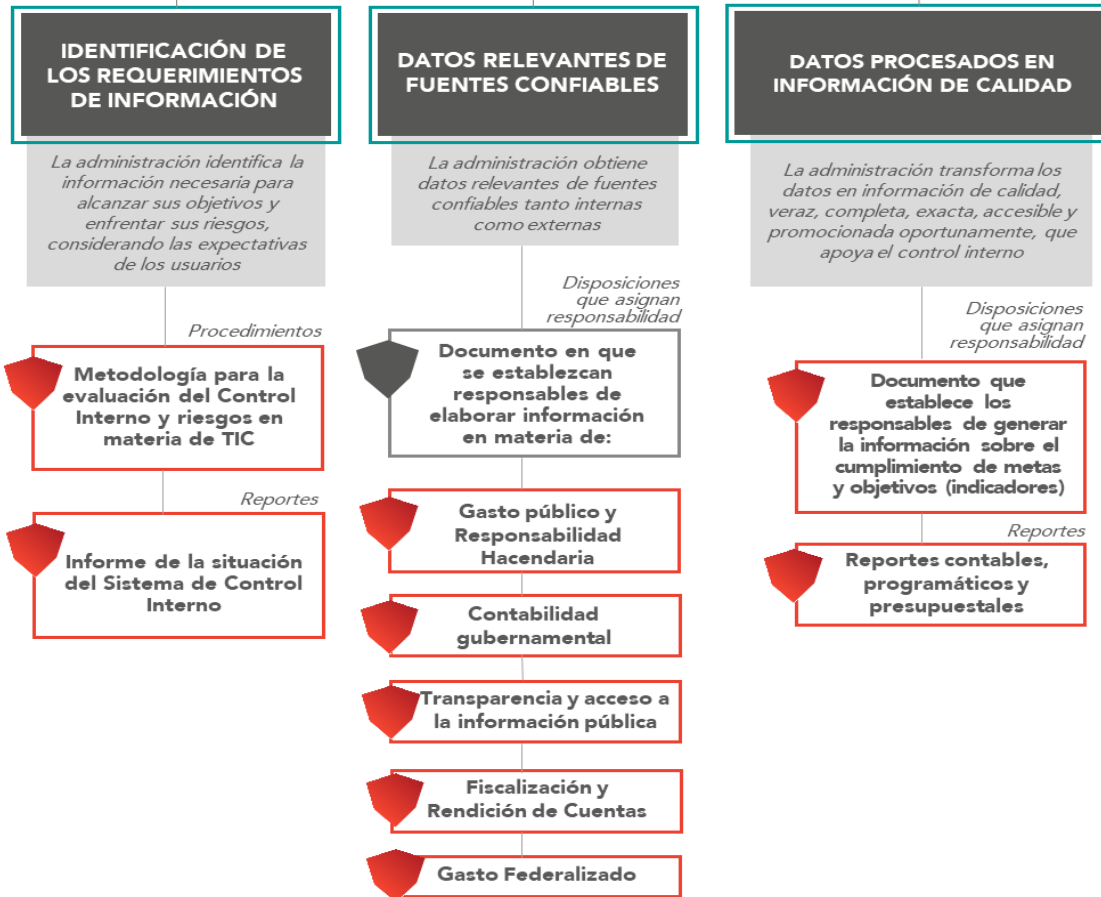 IDENTIFICACIÓN DE
LOS REQUERIMIENTOS
DE INFORMACIÓN
La administración identifica la
información necesaria para
alcanzar sus objetivos y
enfrentar sus riesgos,
considerando las expectativas
de los usuarios
Procedimientos
Metodología para la
evaluación del Control
Interno y riesgos en
materia de TIC
Reportes
Informe de la situación
del Sistema de Control
Interno
DATOS RELEVANTES DE
FUENTES CONFIABLES
La administración obtiene
datos relevantes de fuentes
confiables tanto internas
como externas
Disposiciones
que asignan
responsabilidad
Documento en que
se establezcan
responsables de
elaborar información
en materia de:
Gasto público y
Responsabilidad
Hacendaria
Contabilidad
gubernamental
Transparencia y acceso a
la información pública
Fiscalización y
Rendición de Cuentas
Gasto Federalizado
DATOS PROCESADOS EN
INFORMACIÓN DE CALIDAD
La administración transforma los
datos en información de calidad,
veraz, completa, exacta, accesible y
promocionada oportunamente, que
apoya el control interno
Disposiciones
que asignan
responsabilidad
Documento que
establece los
responsables de generar
la información sobre el
cumplimiento de metas
y objetivos (indicadores)
Reportes
Reportes contables,
programáticos y
presupuestales